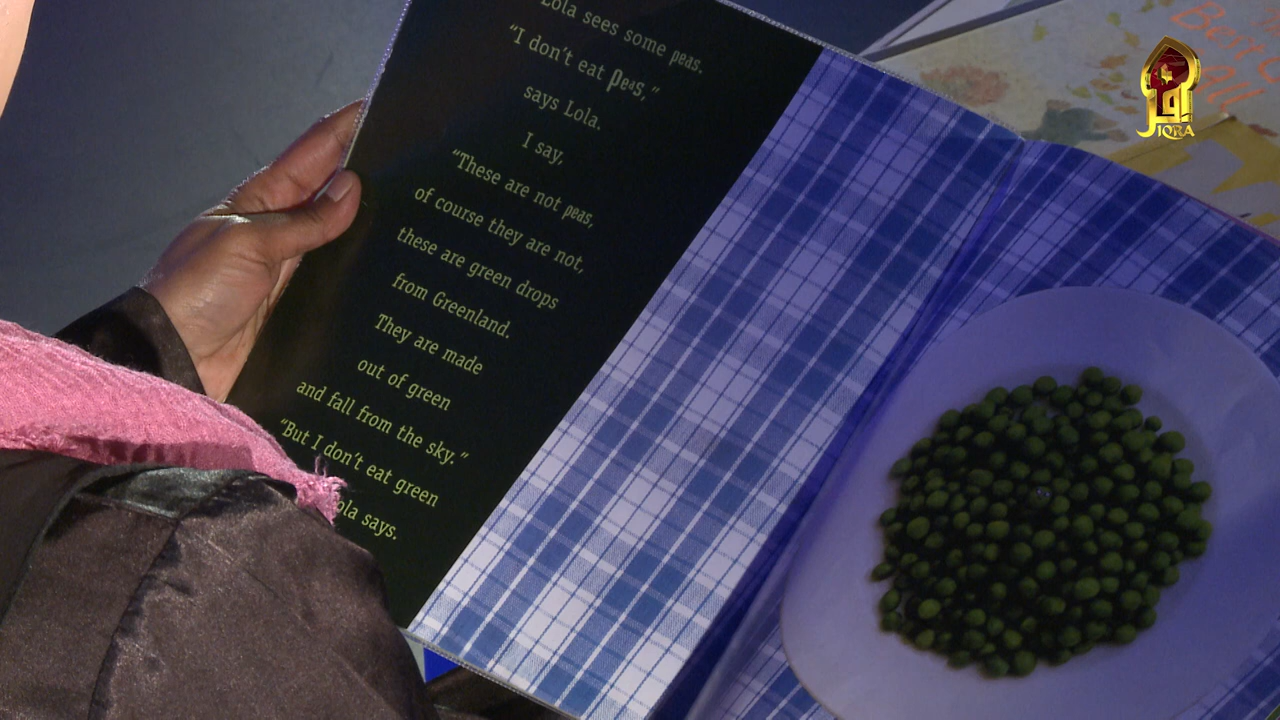 Lola sees some peas.
“I don’t eat peas,”
says Lola.
I say,
“These are not peas,
of course they are not,
these are green drops
from Greenland.
They are made
out of green
and fall from the sky.”
“But I don’t eat green
ola says.
اقرأ
IQRA